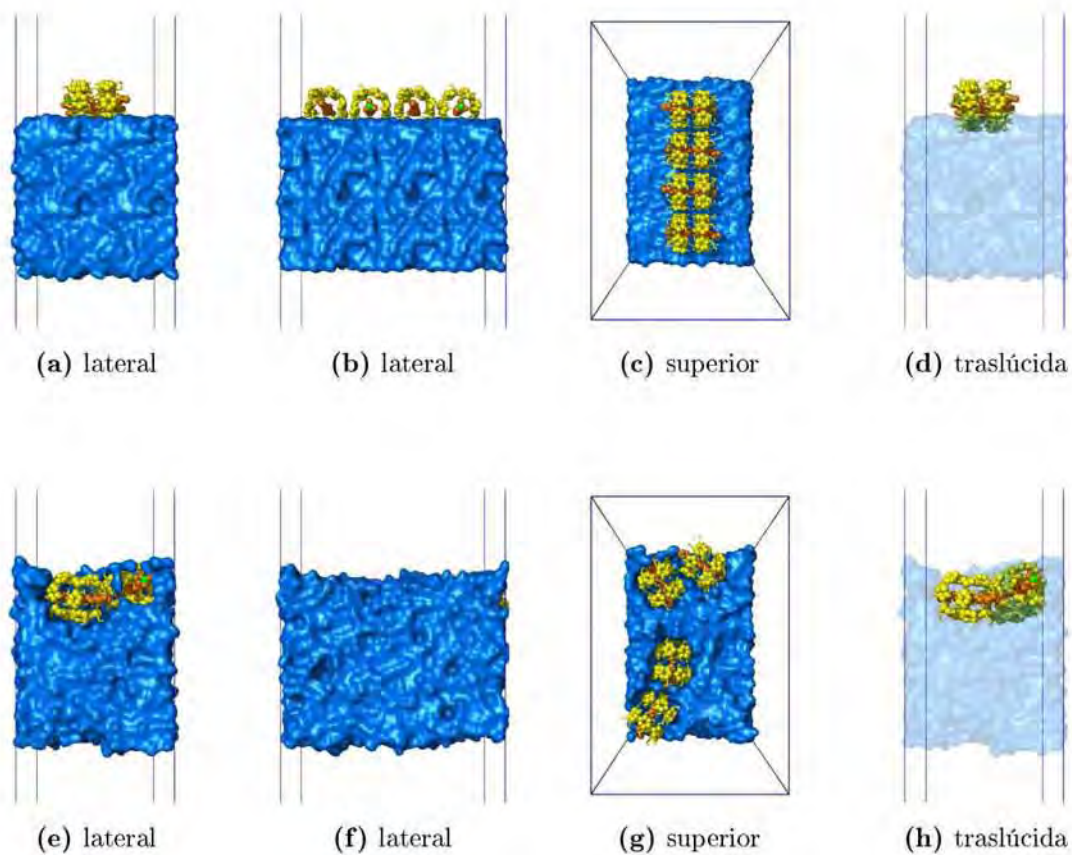 (a) lateral
(b) lateral
(c) superior
(d) traslúcida
(e) lateral
(f) lateral
(g) superior
(h) traslúcida